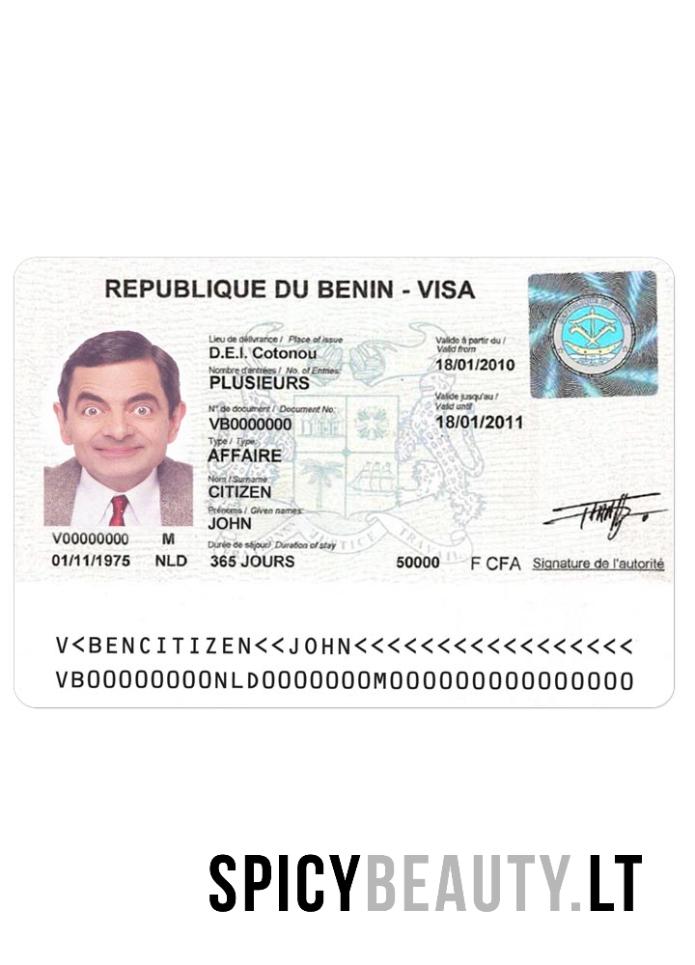 REPUBLIQUE DU BENIN - VISA
Lieu de délivrance / Place of issue
D.E.I. Cotonou
Valide à partir du /
Valid from
18/01/2010
Nombre d'entrées / No. of Entries:
PLUSIEURS
Valide jusqu'au /
Valid until
18/01/2011
N° de document / Document No:
VB0000000
Type / Type:
AFFAIRE
Nom / Surname:
CITIZEN
Prénoms / Given names:
JOHN
V00000000 M
Durée de séjour/ Duration of stay
01/11/1975 NLD 365 JOURS 50000 F CFA Signature de l'autorité
V<BENCITIZEN<<JOHN<<<<<<<<<<<<<<<<<
VB00000000NLD0000000M000000000000000
SPICYBEAUTY.LT